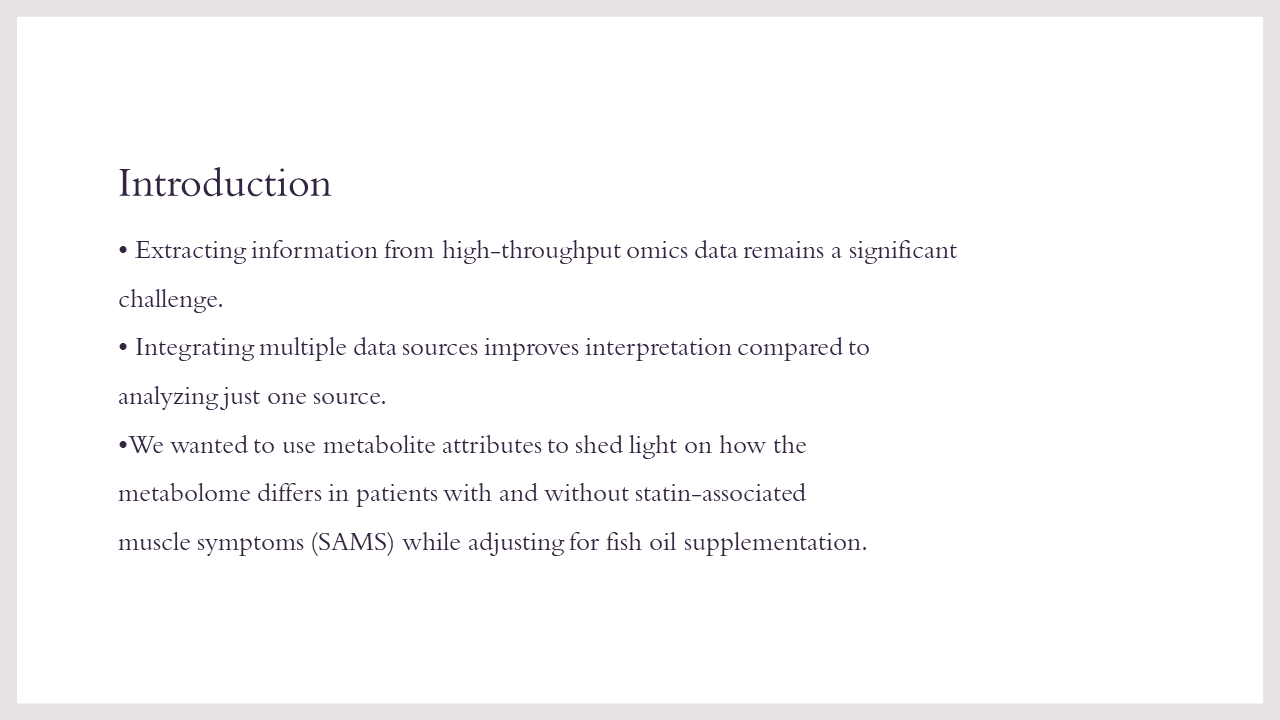 Introduction
• Extracting information from high-throughput omics data remains a significant
challenge.
• Integrating multiple data sources improves interpretation compared to
analyzing just one source.
•We wanted to use metabolite attributes to shed light on how the
metabolome differs in patients with and without statin-associated
muscle symptoms (SAMS) while adjusting for fish oil supplementation.